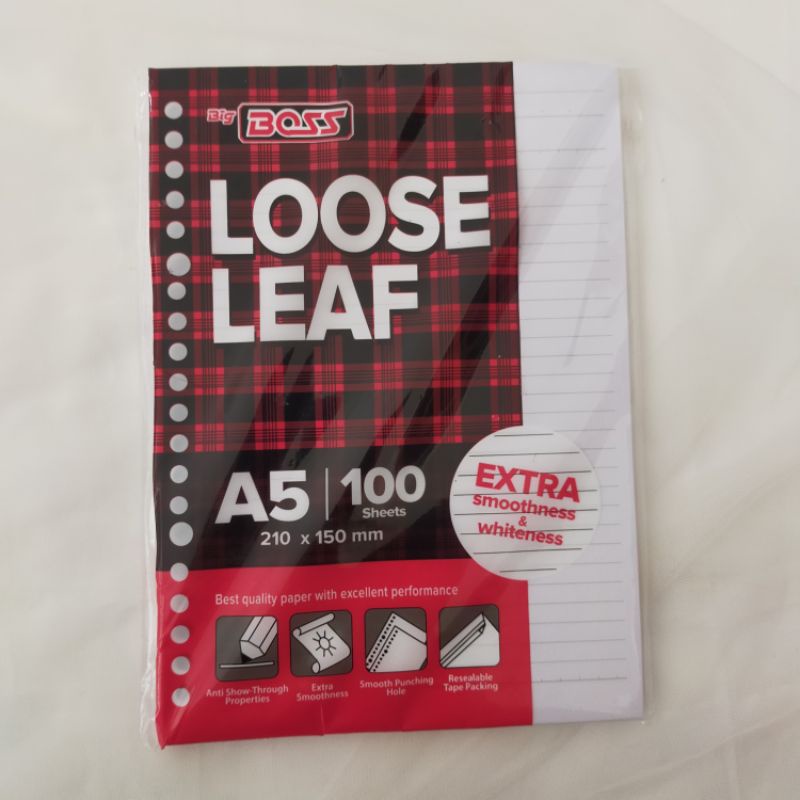 Big BOSS
LOOSE
LEAF
A5 | 100
Sheets
210 x 150 mm
EXTRA
smoothness
&
whiteness
Best quality paper with excellent performance
Anti Show-Through
Properties
Extra
Smoothness
Smooth Punching
Hole
Resealable
Tape Packing